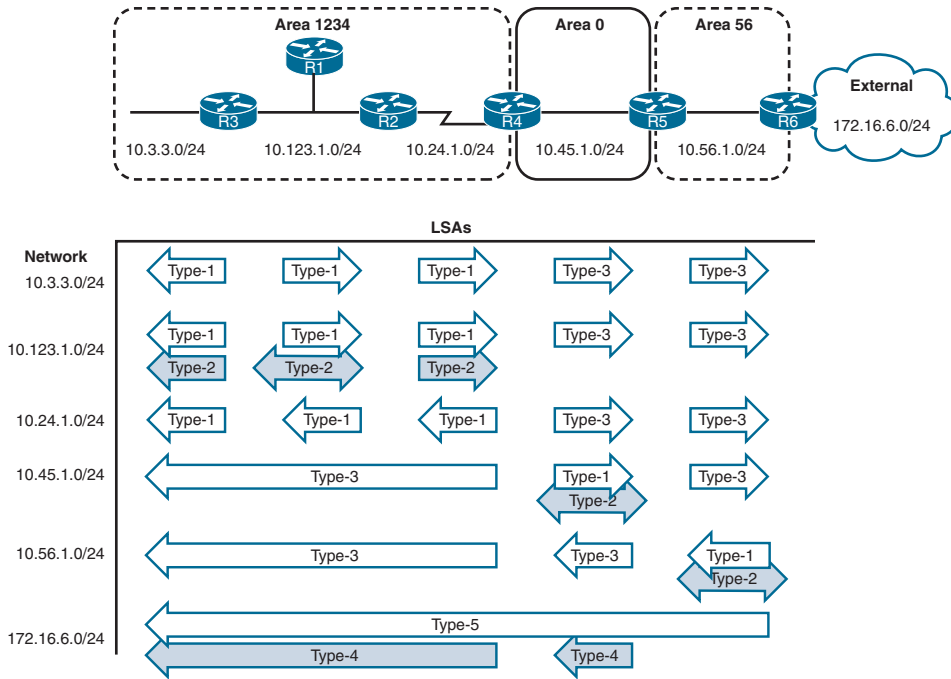 Area 1234 Area 0 Area 56
R1
External
R3 R2 R4 R5 R6
172.16.6.0/24
10.3.3.0/24 10.123.1.0/24 10.24.1.0/24 10.45.1.0/24 10.56.1.0/24
LSAs
Network
10.3.3.0/24 Type-1 Type-1 Type-1 Type-3 Type-3
10.123.1.0/24 Type-1 Type-1 Type-1 Type-3 Type-3
Type-2 Type-2 Type-2
10.24.1.0/24 Type-1 Type-1 Type-1 Type-3 Type-3
10.45.1.0/24 Type-3 Type-1 Type-3
Type-2
10.56.1.0/24 Type-3 Type-3 Type-1
Type-2
172.16.6.0/24 Type-5
Type-4 Type-4